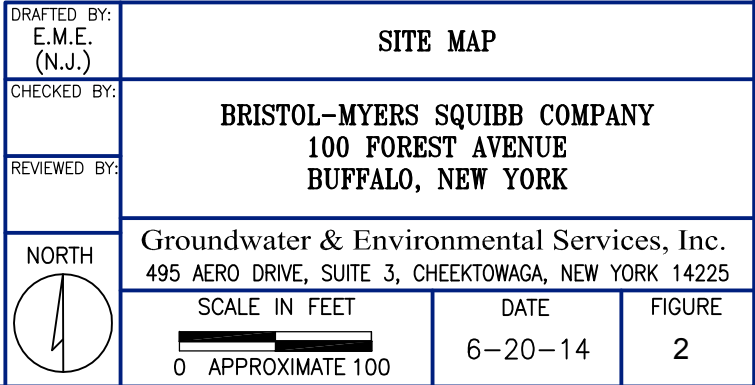 DRAFTED BY:
E.M.E.
(N.J.)
SITE MAP
CHECKED BY:
BRISTOL-MYERS SQUIBB COMPANY
100 FOREST AVENUE
BUFFALO, NEW YORK
REVIEWED BY:
NORTH
Groundwater & Environmental Services, Inc.
495 AERO DRIVE, SUITE 3, CHEEKTOWAGA, NEW YORK 14225
SCALE IN FEET
0 APPROXIMATE 100
DATE
6-20-14
FIGURE
2